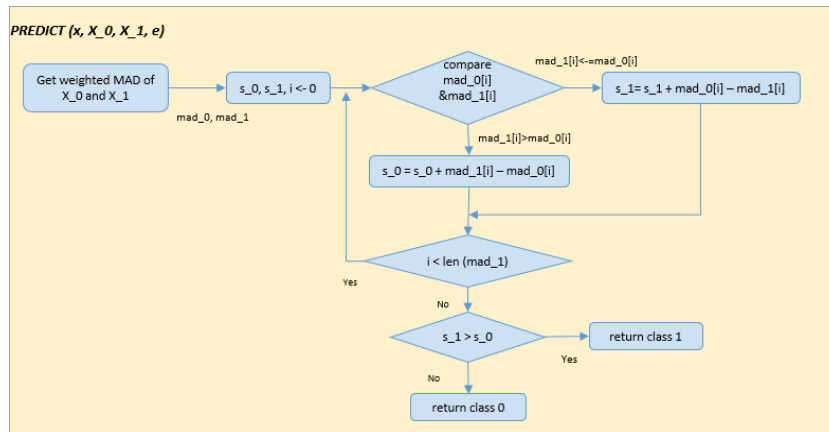 PREDICT (x, X_0, X_1, e)
Get weighted MAD of
X_0 and X_1
mad_0, mad_1
s_0, s_1, i <- 0
compare
mad_0[i]
&mad_1[i]
mad_1[i]<=mad_0[i]
s_1= s_1 + mad_0[i] – mad_1[i]
mad_1[i]>mad_0[i]
s_0 = s_0 + mad_1[i] – mad_0[i]
i < len (mad_1)
Yes
No
s_1 > s_0
Yes
return class 1
No
return class 0